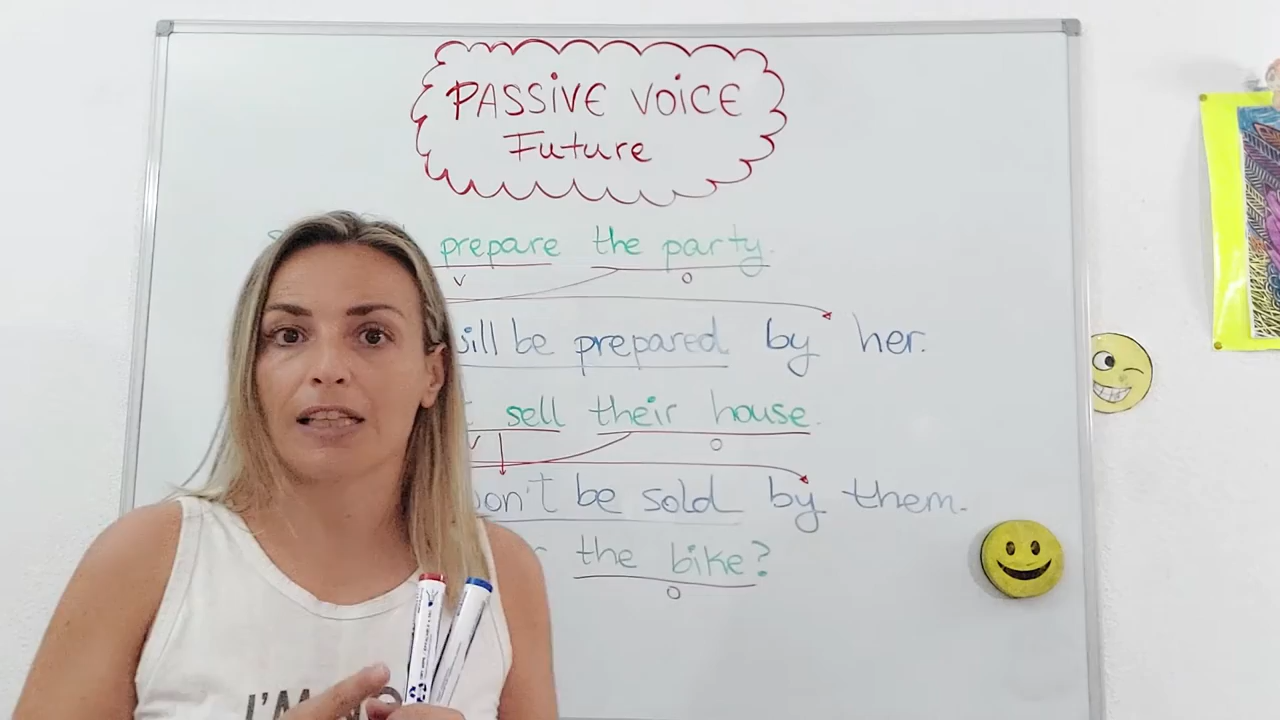 PASSIVE VOICE
Future
prepare the party.
V O
will be prepared by her.
sell their house.
V O
won't be sold by them.
the bike?
O
I'M